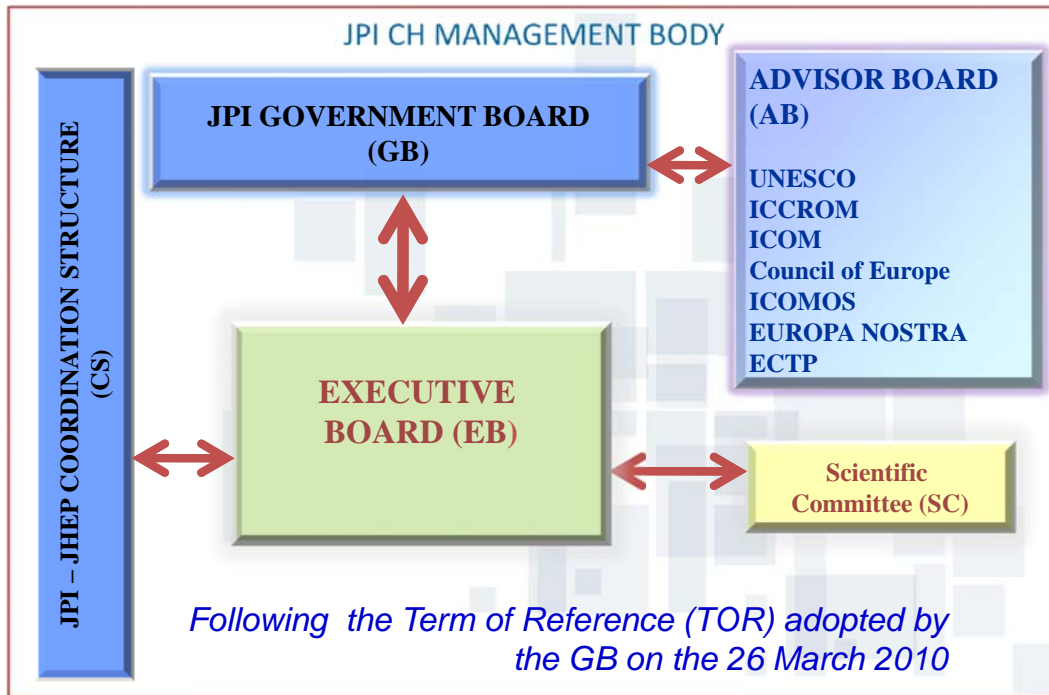 JPI CH MANAGEMENT BODY
JPI – JHEP COORDINATION STRUCTURE
(CS)
JPI GOVERNMENT BOARD
(GB)
ADVISOR BOARD
(AB)
UNESCO
ICCROM
ICOM
Council of Europe
ICOMOS
EUROPA NOSTRA
ECTP
EXECUTIVE
BOARD (EB)
Scientific
Committee (SC)
Following the Term of Reference (TOR) adopted by
the GB on the 26 March 2010